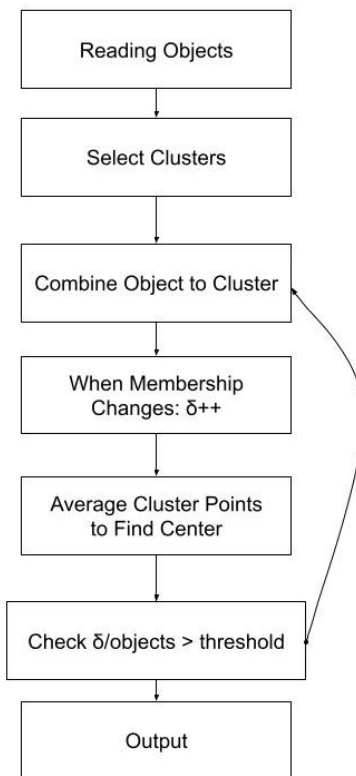 Reading Objects
Select Clusters
Combine Object to Cluster
When Membership
Changes: δ++
Average Cluster Points
to Find Center
Check δ/objects > threshold
Output